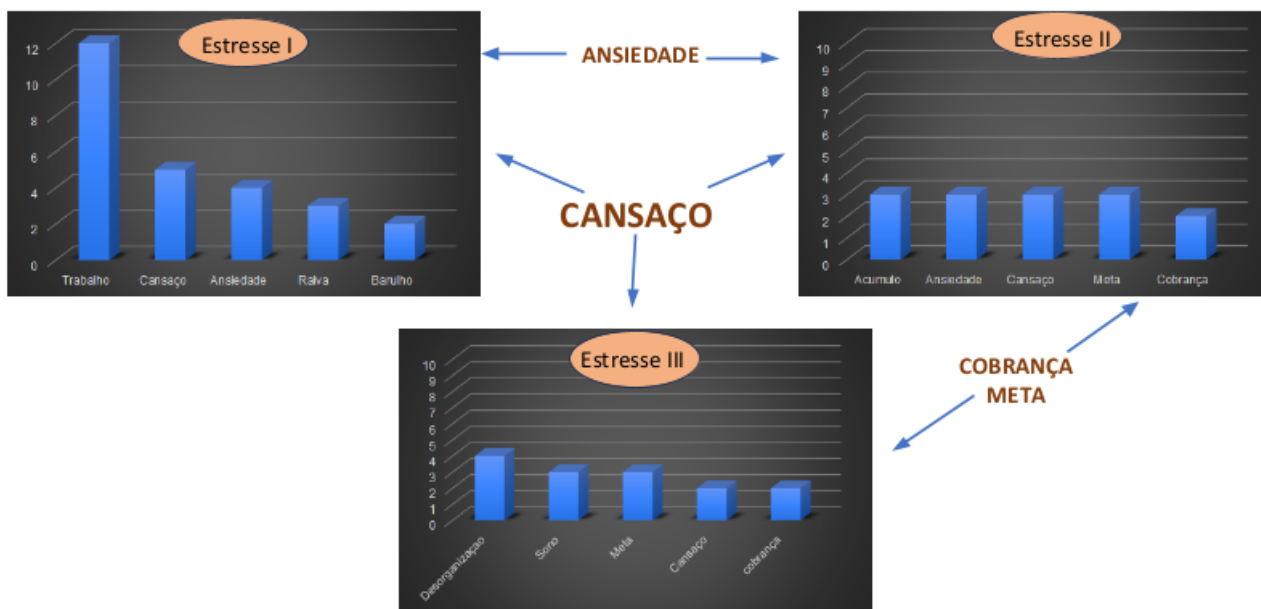 Estresse I
12
10
8
6
4
2
0
Trabalho Cansaço Ansiedade Raiva Barulho
ANSIEDADE
Estresse II
10
9
8
7
6
5
4
3
2
1
0
Acumulo Ansiedade Cansaço Meta Cobrança
CANSAÇO
Estresse III
10
9
8
7
6
5
4
3
2
1
0
Desorganizaçao Sono Meta Cansaço cobrança
COBRANÇA
META